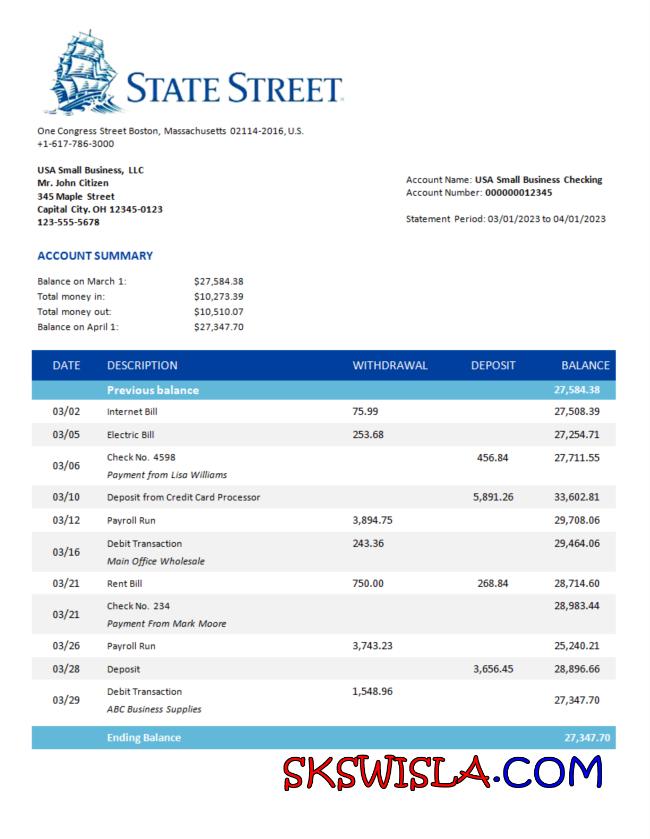 STATE STREET
One Congress Street Boston, Massachusetts 02114-2016, U.S.
+1-617-786-3000
USA Small Business, LLC
Mr. John Citizen
345 Maple Street
Capital City. OH 12345-0123
123-555-5678
Account Name: USA Small Business Checking
Account Number: 000000012345
Statement Period: 03/01/2023 to 04/01/2023
ACCOUNT SUMMARY
Balance on March 1: $27,584.38
Total money in: $10,273.39
Total money out: $10,510.07
Balance on April 1: $27,347.70
DATE DESCRIPTION WITHDRAWAL DEPOSIT BALANCE
Previous balance 27,584.38
03/02 Internet Bill 75.99 27,508.39
03/05 Electric Bill 253.68 27,254.71
03/06 Check No. 4598 456.84 27,711.55
Payment from Lisa Williams
03/10 Deposit from Credit Card Processor 5,891.26 33,602.81
03/12 Payroll Run 3,894.75 29,708.06
03/16 Debit Transaction 243.36 29,464.06
Main Office Wholesale
03/21 Rent Bill 750.00 268.84 28,714.60
03/21 Check No. 234 28,983.44
Payment From Mark Moore
03/26 Payroll Run 3,743.23 25,240.21
03/28 Deposit 3,656.45 28,896.66
03/29 Debit Transaction 1,548.96 27,347.70
ABC Business Supplies
Ending Balance 27,347.70
SKSWISLA.COM